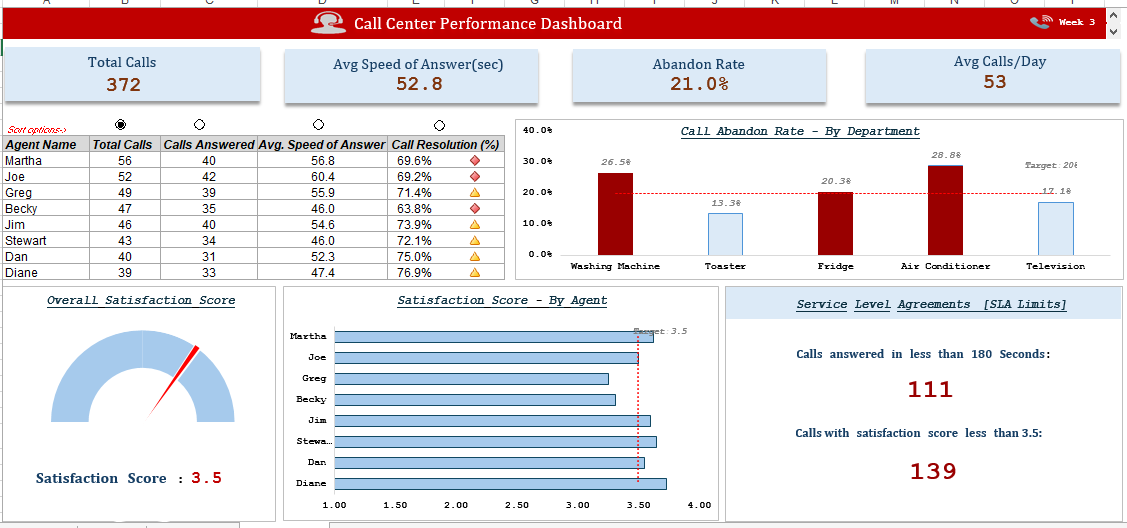 Call Center Performance Dashboard
Week 3
Total Calls
372
Avg Speed of Answer(sec)
52.8
Abandon Rate
21.0%
Avg Calls/Day
53
Sort options->
Agent Name Total Calls Calls Answered Avg. Speed of Answer Call Resolution (%)
Martha 56 40 56.8 69.6%
Joe 52 42 60.4 69.2%
Greg 49 39 55.9 71.4%
Becky 47 35 46.0 63.8%
Jim 46 40 54.6 73.9%
Stewart 43 34 46.0 72.1%
Dan 40 31 52.3 75.0%
Diane 39 33 47.4 76.9%
Call Abandon Rate - By Department
40.0%
30.0%
20.0%
10.0%
0.0%
26.5%
13.3%
20.3%
28.8%
17.1%
Target: 20%
Washing Machine Toaster Fridge Air Conditioner Television
Overall Satisfaction Score
Satisfaction Score : 3.5
Satisfaction Score - By Agent
Target: 3.5
Martha
Joe
Greg
Becky
Jim
Stewa…
Dan
Diane
1.00 1.50 2.00 2.50 3.00 3.50 4.00
Service Level Agreements [SLA Limits]
Calls answered in less than 180 Seconds:
111
Calls with satisfaction score less than 3.5:
139